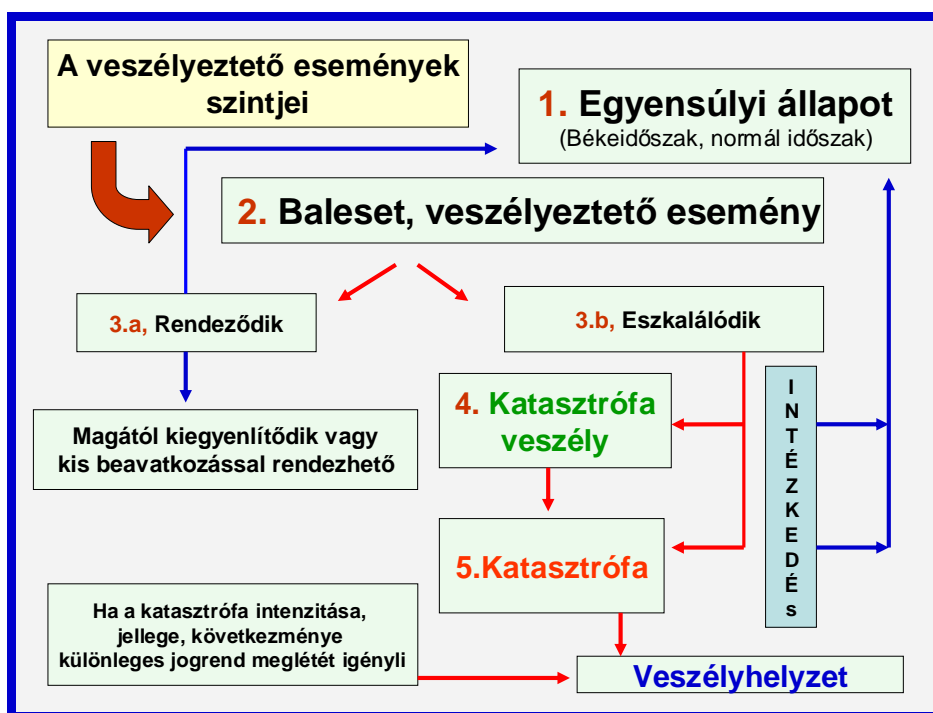 A veszélyeztető események
szintjei
1. Egyensúlyi állapot
(Békeidőszak, normál időszak)
2. Baleset, veszélyeztető esemény
3.a, Rendeződik
3.b, Eszkalálódik
4. Katasztrófa
veszély
Magától kiegyenlítődik vagy
kis beavatkozással rendezhető
I
N
T
É
Z
K
E
D
É
s
5.Katasztrófa
Ha a katasztrófa intenzitása,
jellege, következménye
különleges jogrend meglétét igényli
Veszélyhelyzet